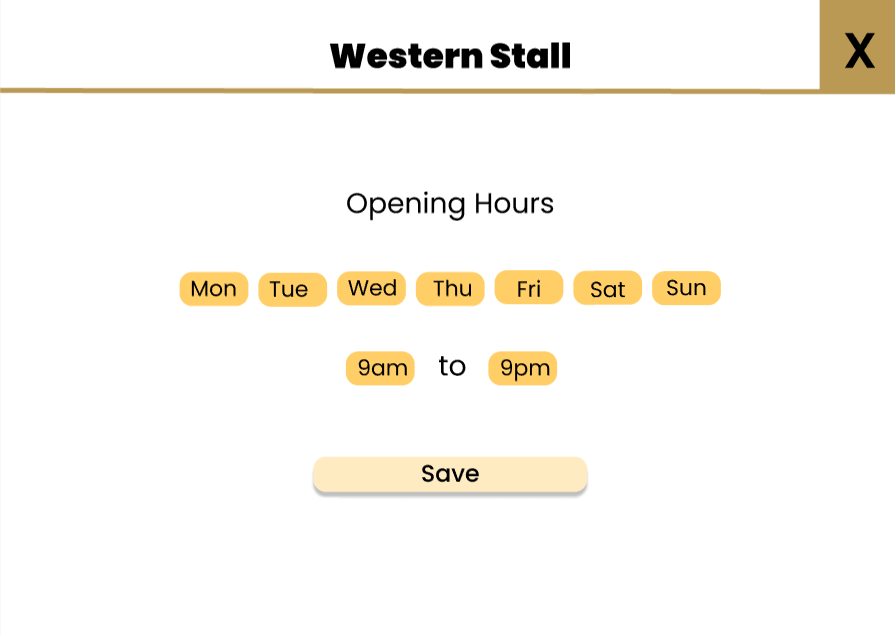 Western Stall X
Opening Hours
Mon Tue Wed Thu Fri Sat Sun
9am to 9pm
Save